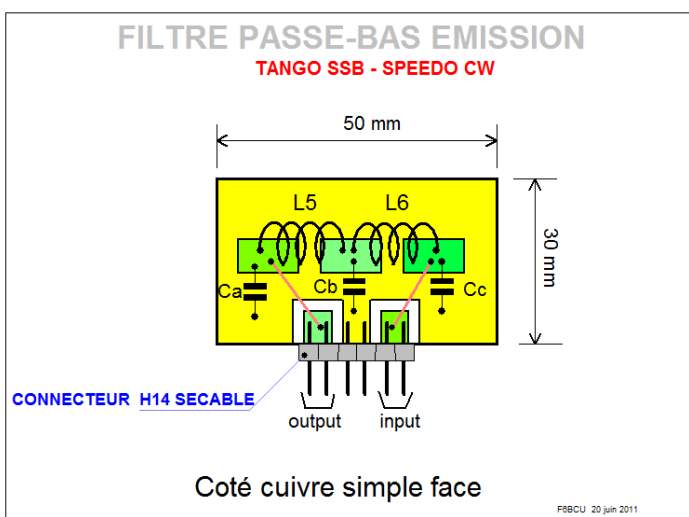 FILTRE PASSE-BAS EMISSION
TANGO SSB - SPEEDO CW
50 mm
L5 L6
30 mm
Ca Cb Cc
CONNECTEUR H14 SECABLE
output input
Coté cuivre simple face
F6BCU 20 juin 2011